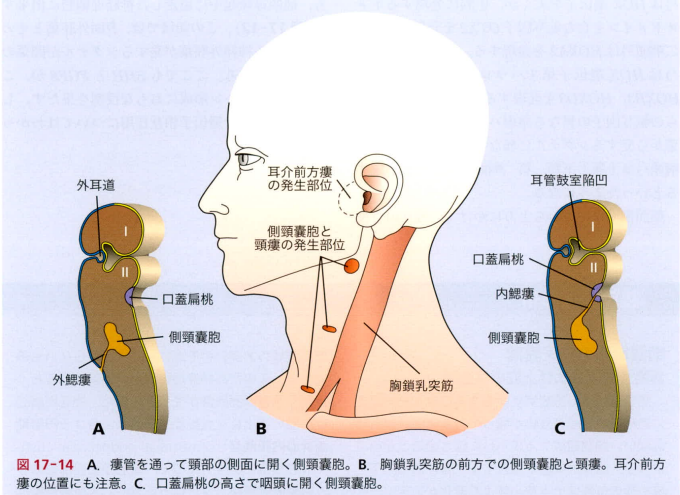 外耳道
I
II
口蓋扁桃
側頸嚢胞
外鰓瘻
A
耳介前方瘻
の発生部位
側頸嚢胞と
頸瘻の発生部位
胸鎖乳突筋
B
耳管鼓室陥凹
I
II
口蓋扁桃
内鰓瘻
側頸嚢胞
C
図 17-14 A. 瘻管を通って頸部の側面に開く側頸嚢胞。B. 胸鎖乳突筋の前方での側頸嚢胞と頸瘻。耳介前方
瘻の位置にも注意。C. 口蓋扁桃の高さで咽頭に開く側頸嚢胞。